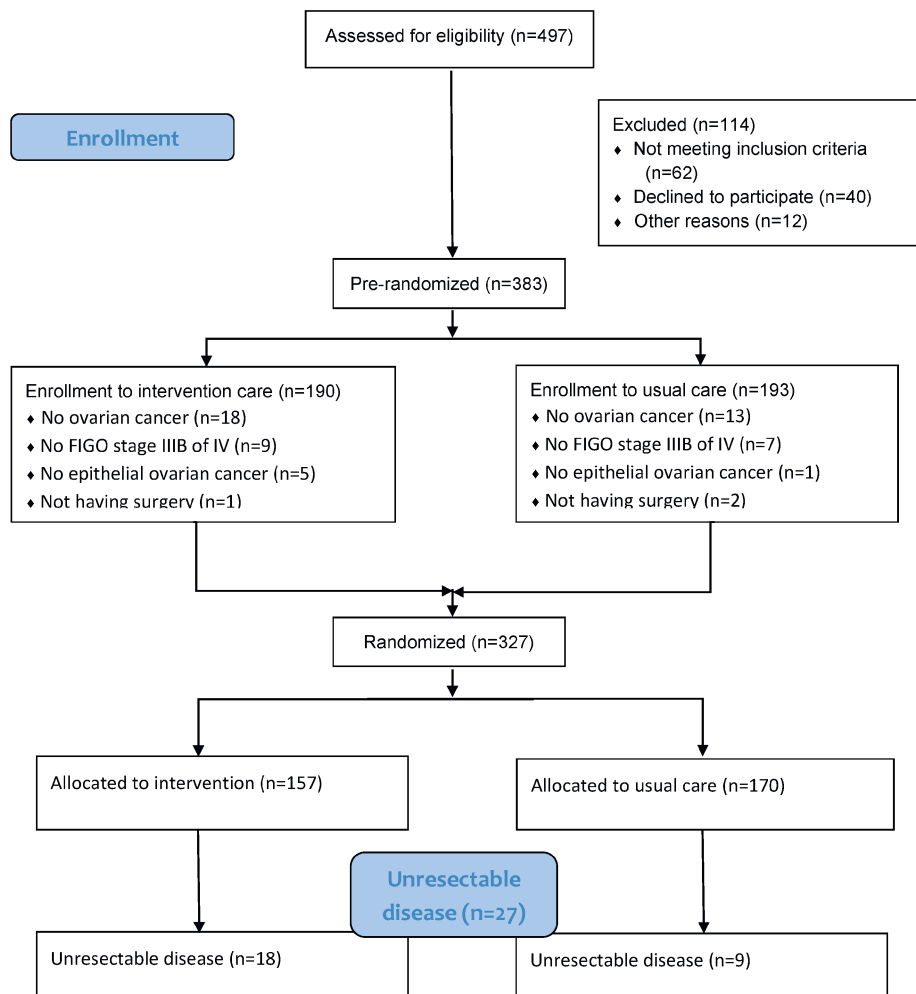 Assessed for eligibility (n=497)
Enrollment
Excluded (n=114)
♦ Not meeting inclusion criteria
(n=62)
♦ Declined to participate (n=40)
♦ Other reasons (n=12)
Pre-randomized (n=383)
Enrollment to intervention care (n=190)
♦ No ovarian cancer (n=18)
♦ No FIGO stage IIIB of IV (n=9)
♦ No epithelial ovarian cancer (n=5)
♦ Not having surgery (n=1)
Enrollment to usual care (n=193)
♦ No ovarian cancer (n=13)
♦ No FIGO stage IIIB of IV (n=7)
♦ No epithelial ovarian cancer (n=1)
♦ Not having surgery (n=2)
Randomized (n=327)
Allocated to intervention (n=157)
Allocated to usual care (n=170)
Unresectable
disease (n=27)
Unresectable disease (n=18)
Unresectable disease (n=9)